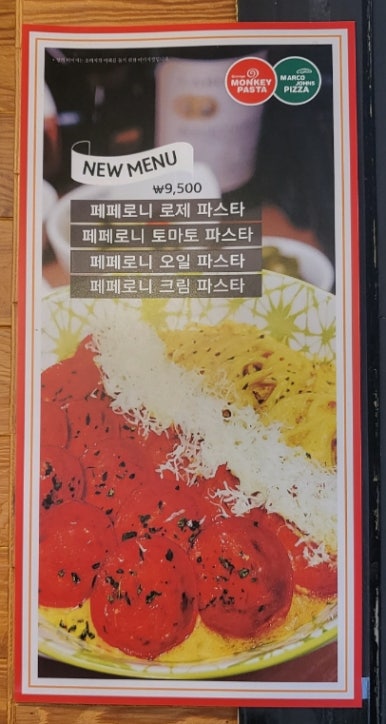 MONKEY
PASTA
MARCO
JOHNS
PIZZA
NEW MENU
₩9,500
페페로니 로제 파스타
페페로니 토마토 파스타
페페로니 오일 파스타
페페로니 크림 파스타